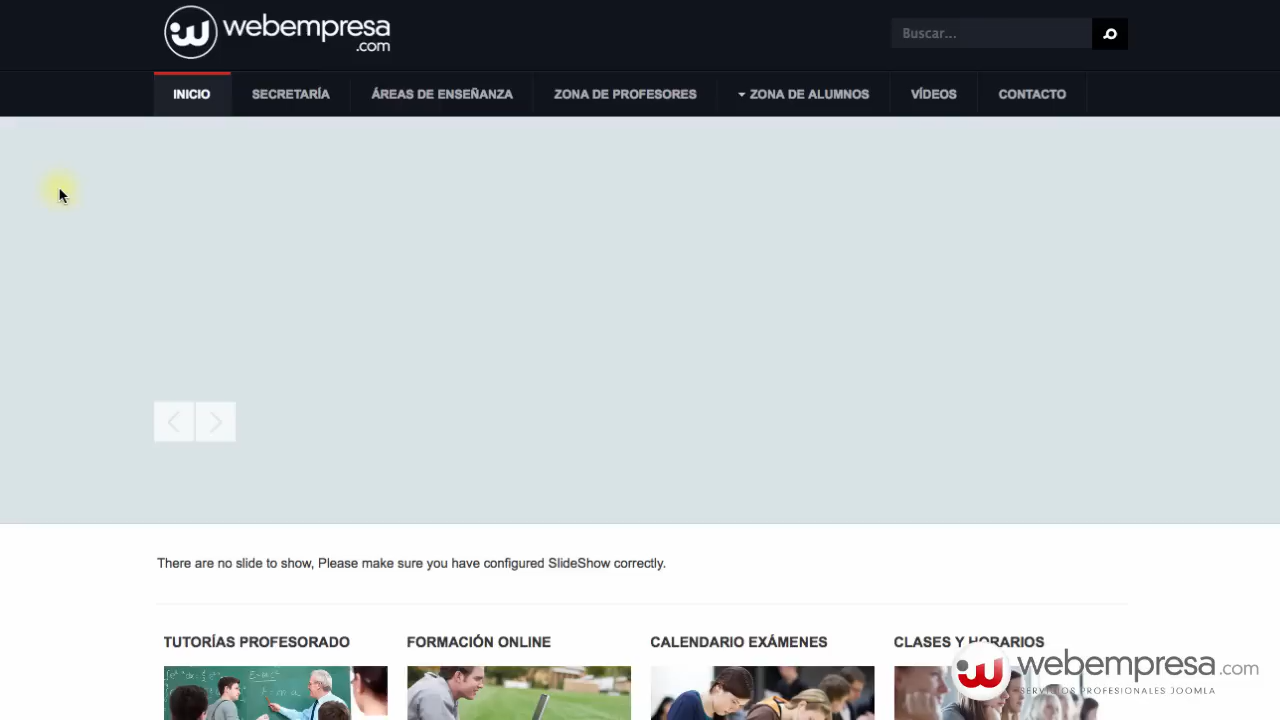 webempresa
.com
Buscar...
INICIO
SECRETARÍA
ÁREAS DE ENSEÑANZA
ZONA DE PROFESORES
ZONA DE ALUMNOS
VÍDEOS
CONTACTO
There are no slide to show, Please make sure you have configured SlideShow correctly.
TUTORÍAS PROFESORADO
FORMACIÓN ONLINE
CALENDARIO EXÁMENES
CLASES Y HORARIOS
webempresa.com
SERVICIOS PROFESIONALES JOOMLA